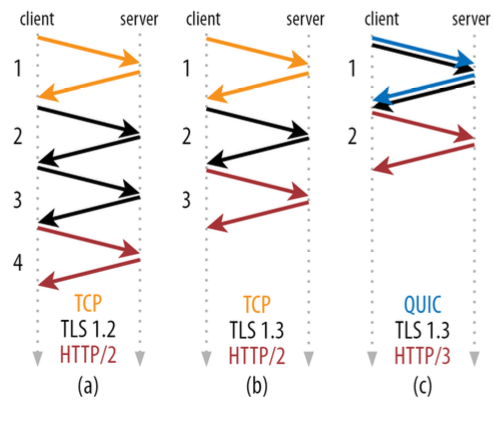 client server
1
2
3
4
TCP
TLS 1.2
HTTP/2
(a)
client server
1
2
3
TCP
TLS 1.3
HTTP/2
(b)
client server
1
2
QUIC
TLS 1.3
HTTP/3
(c)